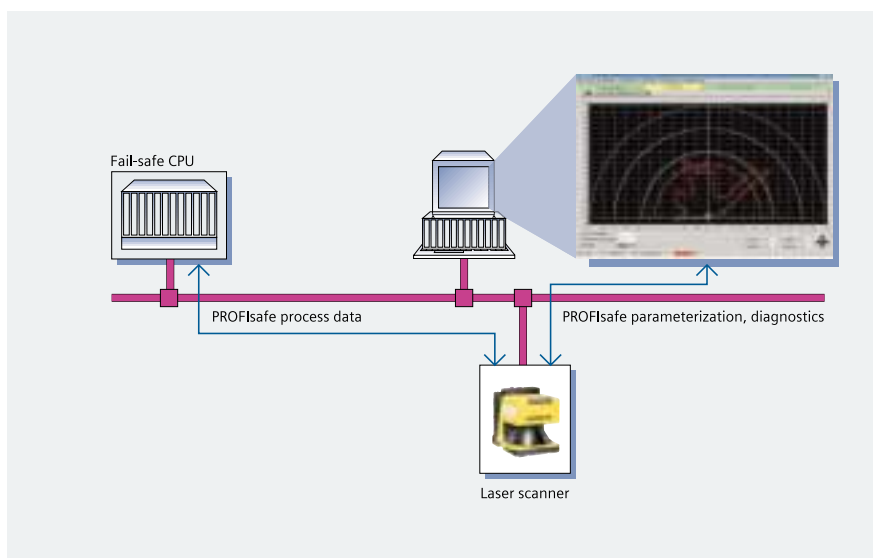 Fail-safe CPU
PROFIsafe process data
PROFIsafe parameterization, diagnostics
Laser scanner